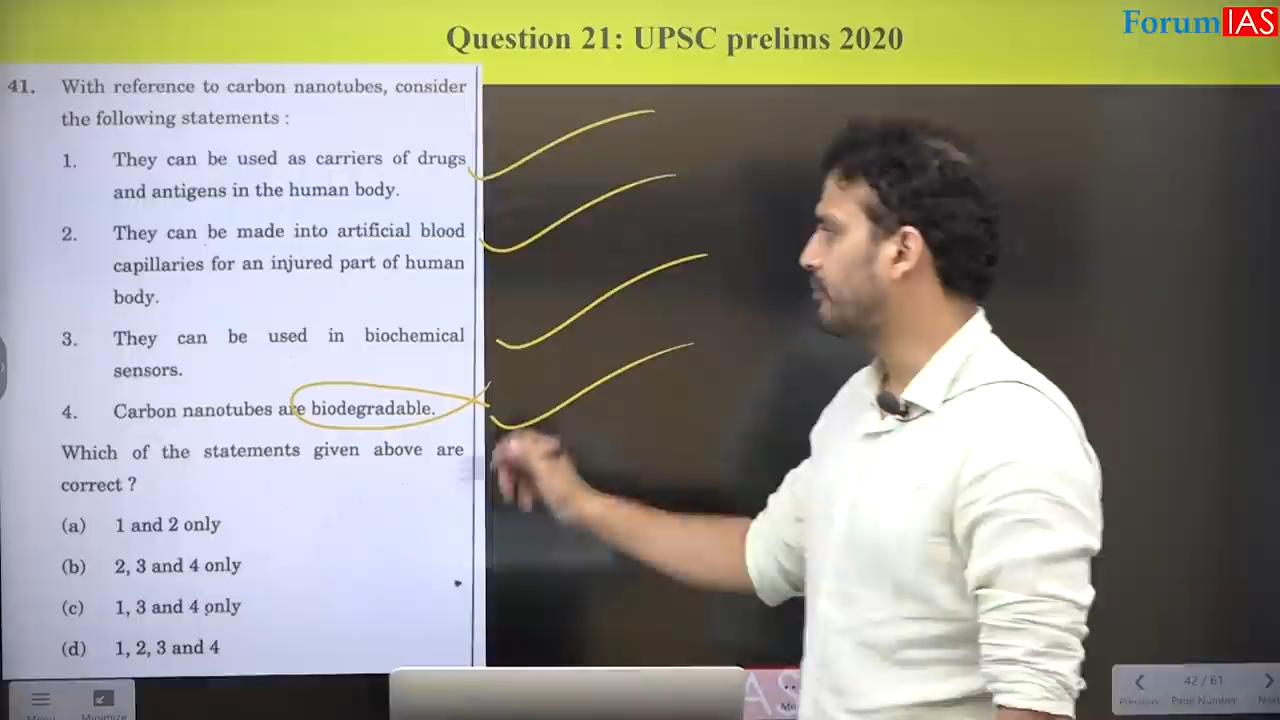 Forum IAS
Question 21: UPSC prelims 2020
41. With reference to carbon nanotubes, consider
the following statements :
1. They can be used as carriers of drugs
and antigens in the human body.
2. They can be made into artificial blood
capillaries for an injured part of human
body.
3. They can be used in biochemical
sensors.
4. Carbon nanotubes are biodegradable.
Which of the statements given above are
correct ?
(a) 1 and 2 only
(b) 2, 3 and 4 only
(c) 1, 3 and 4 only
(d) 1, 2, 3 and 4
Menu
Minimize
42 / 61
Previous Page Number